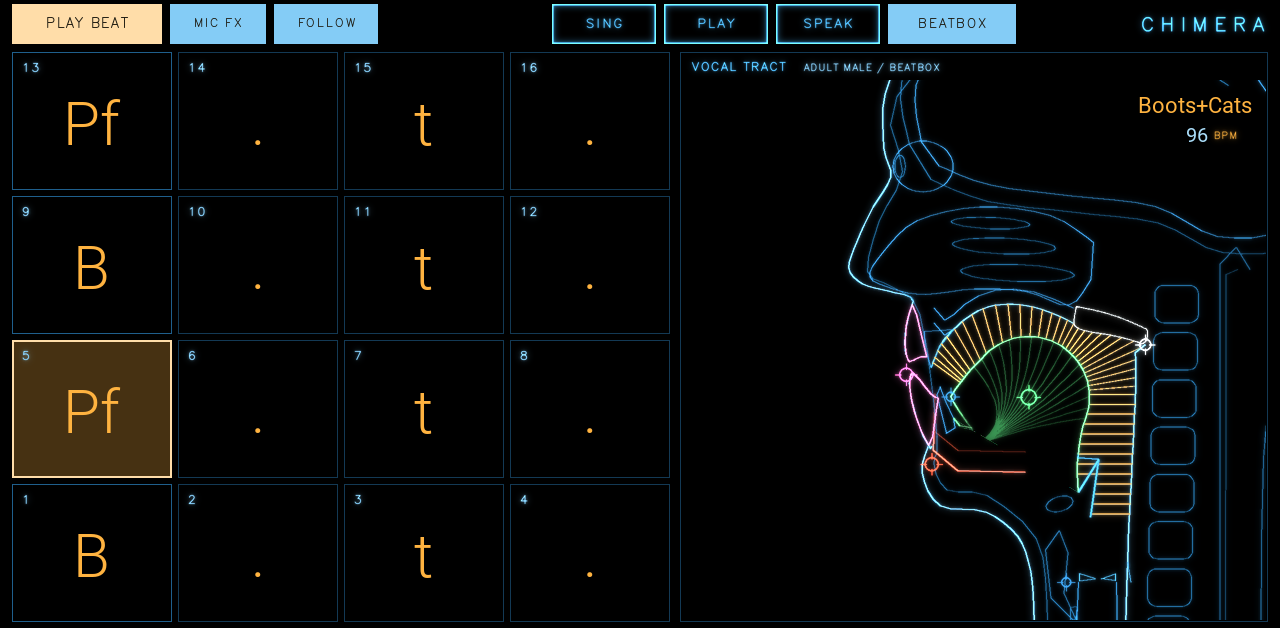 PLAY BEAT MIC FX FOLLOW SING PLAY SPEAK BEATBOX CHIMERA
VOCAL TRACT ADULT MALE / BEATBOX
Boots+Cats
96 BPM
13 14 15 16
Pf . t .
9 10 11 12
B . t .
5 6 7 8
Pf . t .
1 2 3 4
B . t .